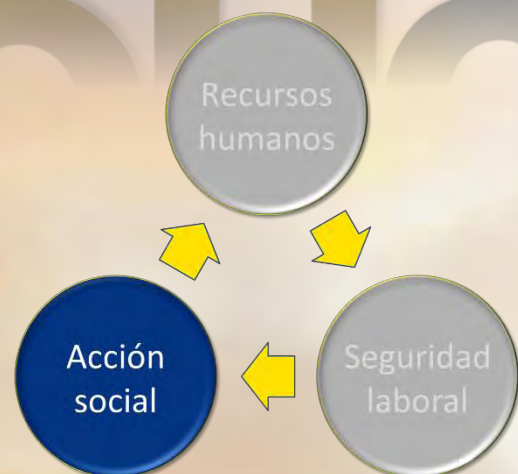 Recursos
humanos
Acción
social
Seguridad
laboral